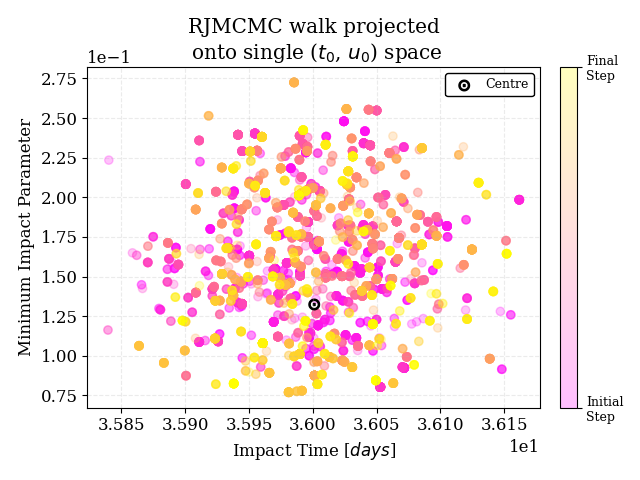 RJMCMC walk projected
onto single (t₀, u₀) space
1e−1
2.75
2.50
2.25
2.00
1.75
1.50
1.25
1.00
0.75
Minimum Impact Parameter
Centre
3.585 3.590 3.595 3.600 3.605 3.610 3.615
1e1
Impact Time [days]
Final
Step
Initial
Step